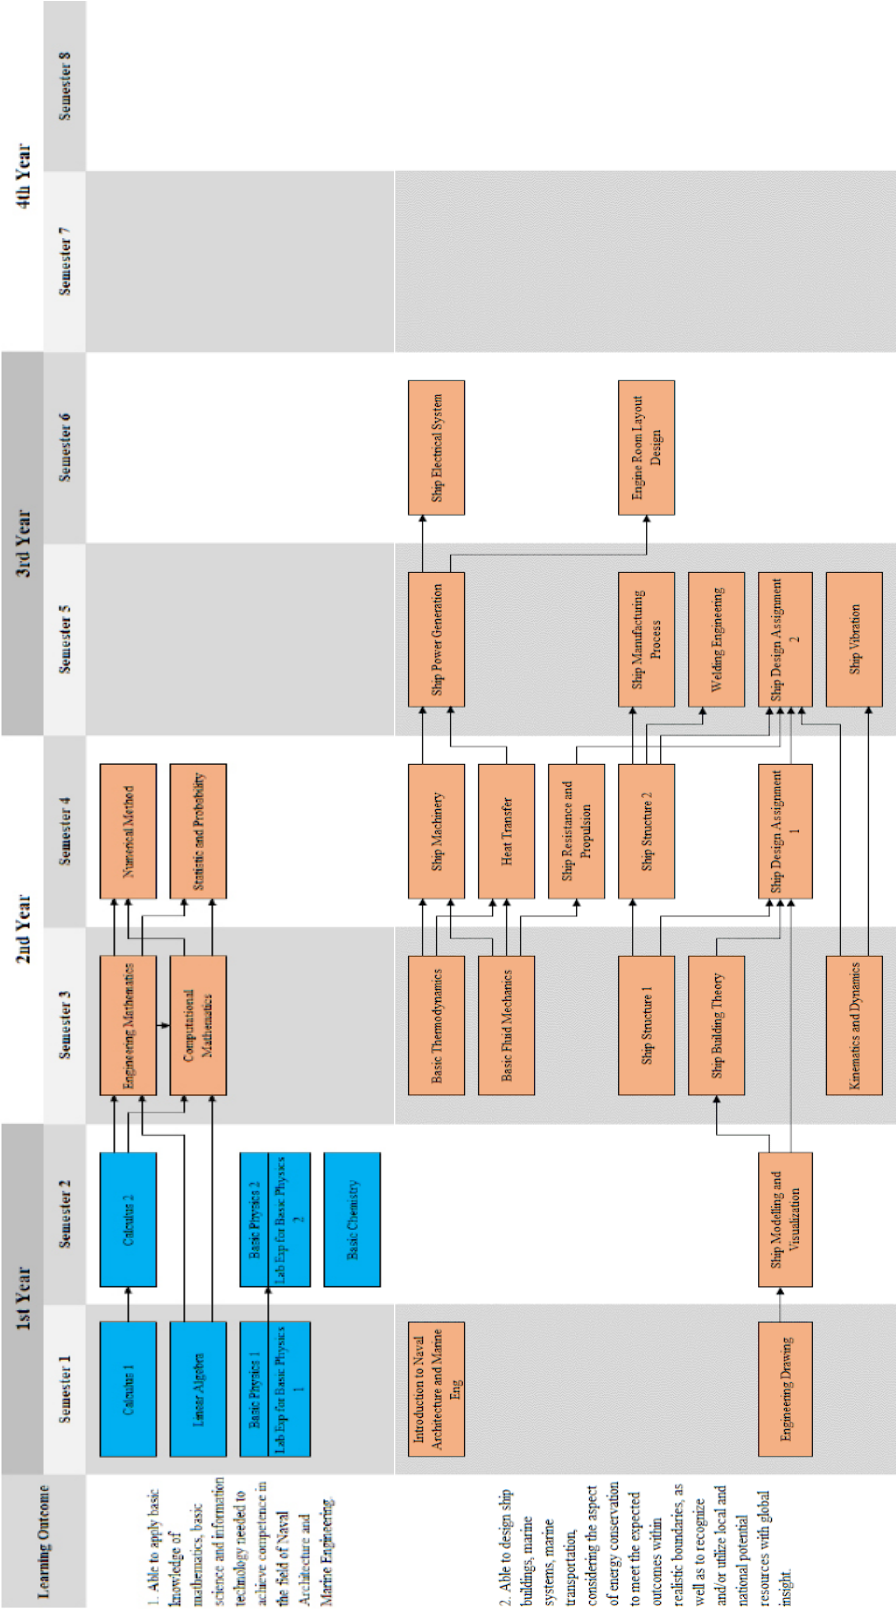 Learning Outcome
1st Year
2nd Year
3rd Year
4th Year
Semester 1
Semester 2
Semester 3
Semester 4
Semester 5
Semester 6
Semester 7
Semester 8
1. Able to apply basic
knowledge of
mathematics, basic
science and information
technology needed to
achieve competence in
the field of Naval
Architecture and
Marine Engineering.
Calculus 1
Calculus 2
Engineering Mathematics
Numerical Method
Linear Algebra
Computational
Mathematics
Statistic and Probability
Basic Physics 1
Lab Exp for Basic Physics
1
Basic Physics 2
Lab Exp for Basic Physics
2
Basic Chemistry
2. Able to design ship
buildings, marine
systems, marine
transportation,
considering the aspect
of energy conservation
to meet the expected
outcomes within
realistic boundaries, as
well as to recognize
and/or utilize local and
national potential
resources with global
insight.
Introduction to Naval
Architecture and Marine
Eng
Basic Thermodynamics
Ship Machinery
Ship Power Generation
Ship Electrical System
Basic Fluid Mechanics
Heat Transfer
Ship Resistance and
Propulsion
Ship Structure 1
Ship Structure 2
Ship Manufacturing
Process
Engine Room Layout
Design
Ship Building Theory
Welding Engineering
Engineering Drawing
Ship Modelling and
Visualization
Ship Design Assignment
1
Ship Design Assignment
2
Kinematics and Dynamics
Ship Vibration